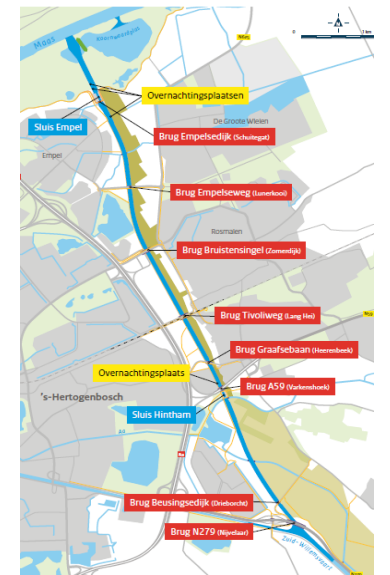 Maas
0
1 km
Overnachtingsplaatsen
De Groote Wielen
Sluis Empel
Brug Empelsedijk (Schuitegat)
Empel
Brug Empelseweg (Lunerkooi)
Rosmalen
Brug Bruistensingel (Zomerdijk)
Brug Tivoliweg (Lang Hei)
Brug Graafsebaan (Heerenbeek)
Overnachtingsplaats
Brug A59 (Varkenshoek)
's-Hertogenbosch
Sluis Hintham
Brug Beusingsedijk (Drieborcht)
Brug N279 (Nijvelaar)
Zuid-Willemsvaart